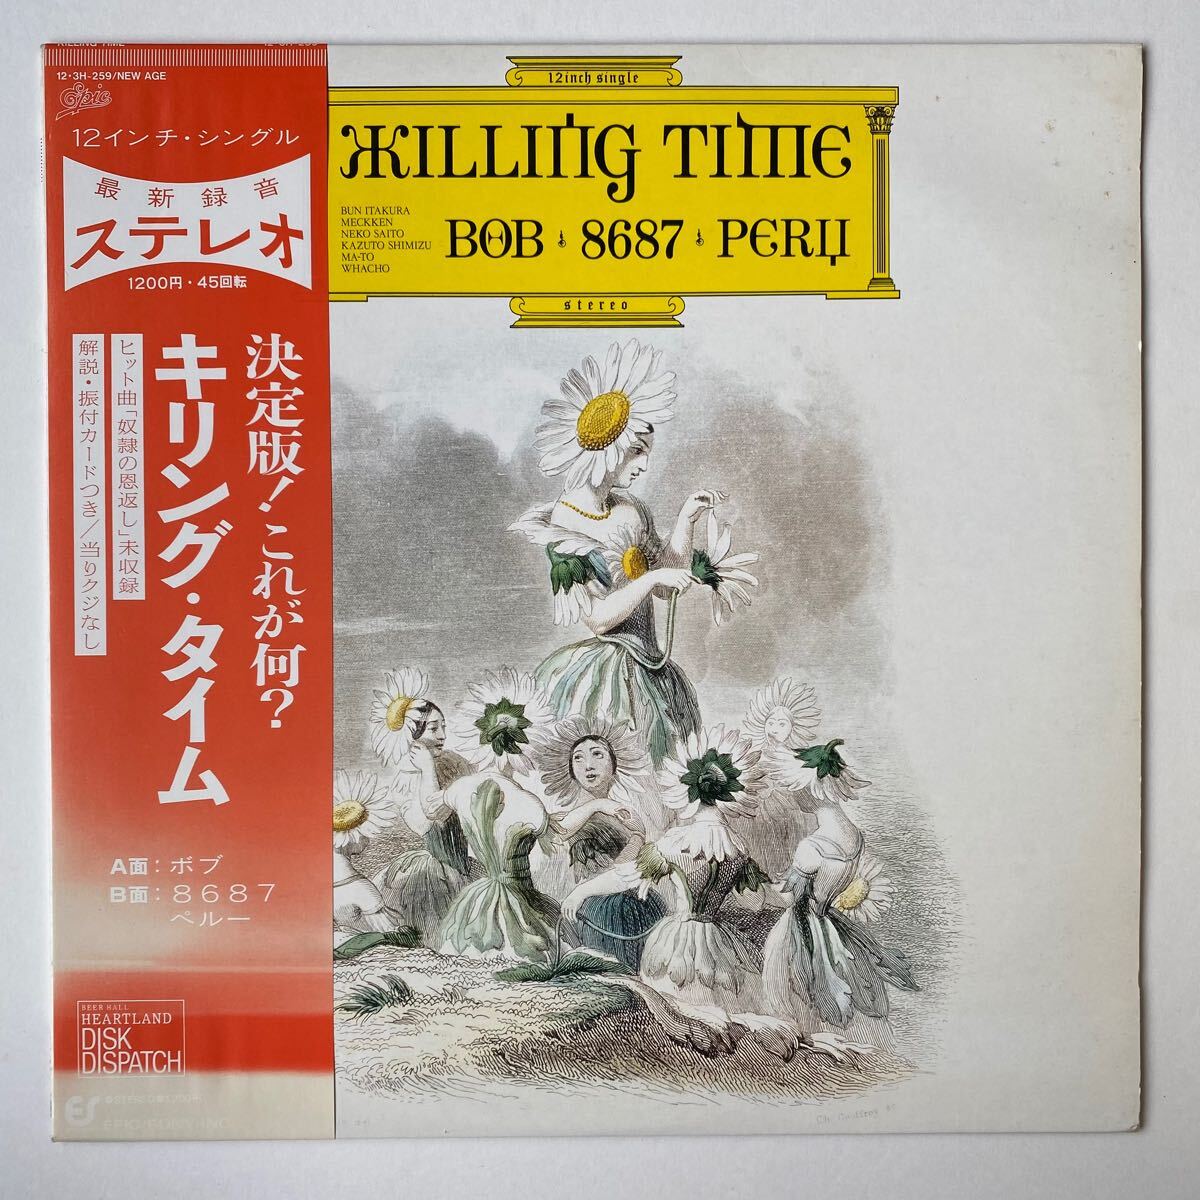 KILLING TIME 12·3H-259
12·3H-259/NEW AGE
Epic
12インチ・シングル
最新録音
ステレオ
1200円・45回転
決定版！これが何？
キリング・タイム
ヒット曲「奴隷の恩返し」未収録
解説・振付カードつき／当りクジなし
A面：ボブ
B面：8687
ペルー
BEER HALL
HEARTLAND
DISK
DISPATCH
12inch single
KILLING TIME
BUN ITAKURA
MECKKEN
NEKO SAITO
KAZUTO SHIMIZU
MA-TO
WHACHO
BOB 8687 PERU
stereo